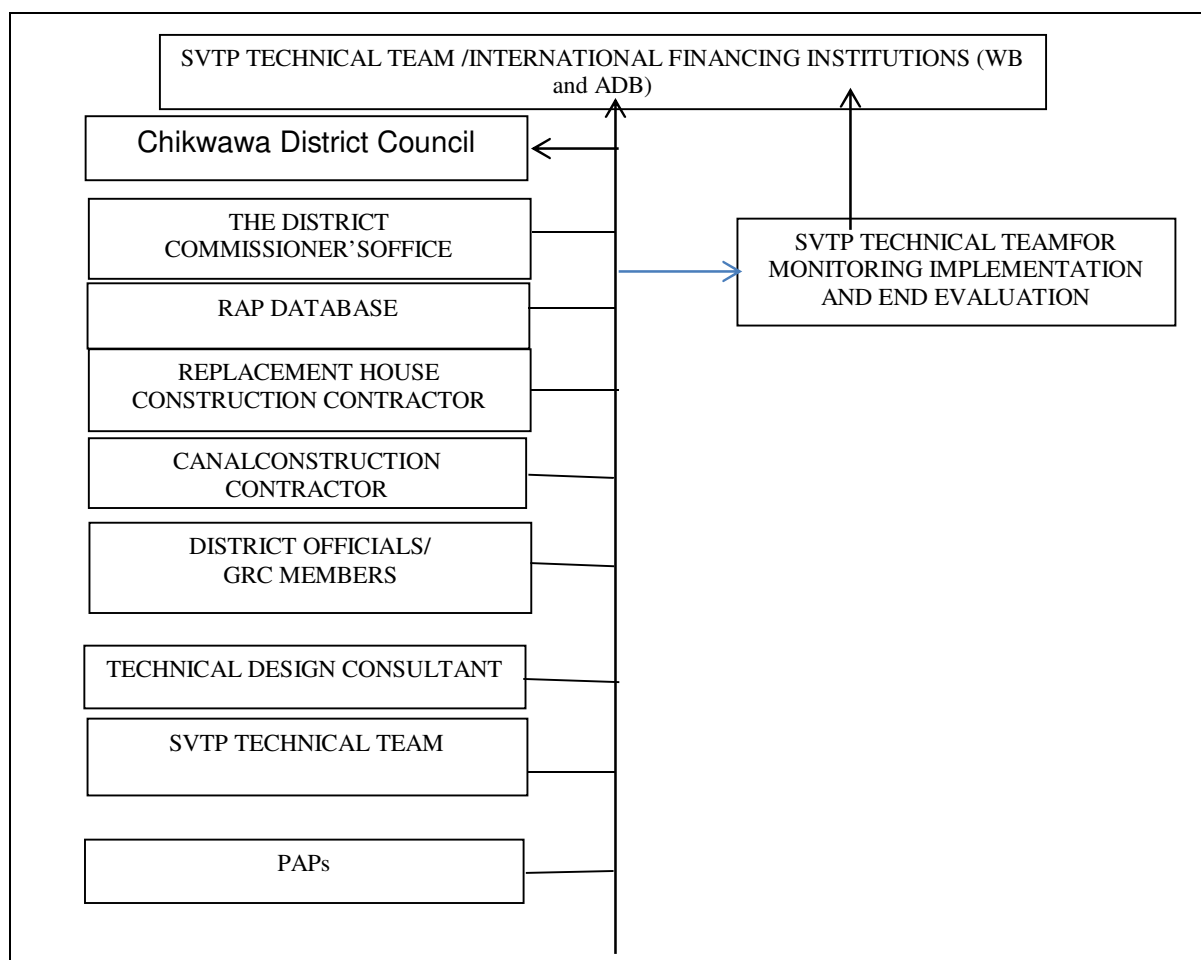 SVTP TECHNICAL TEAM /INTERNATIONAL FINANCING INSTITUTIONS (WB
and ADB)
Chikwawa District Council
THE DISTRICT
COMMISSIONER'SOFFICE
RAP DATABASE
REPLACEMENT HOUSE
CONSTRUCTION CONTRACTOR
CANALCONSTRUCTION
CONTRACTOR
DISTRICT OFFICIALS/
GRC MEMBERS
TECHNICAL DESIGN CONSULTANT
SVTP TECHNICAL TEAM
PAPs
SVTP TECHNICAL TEAMFOR
MONITORING IMPLEMENTATION
AND END EVALUATION